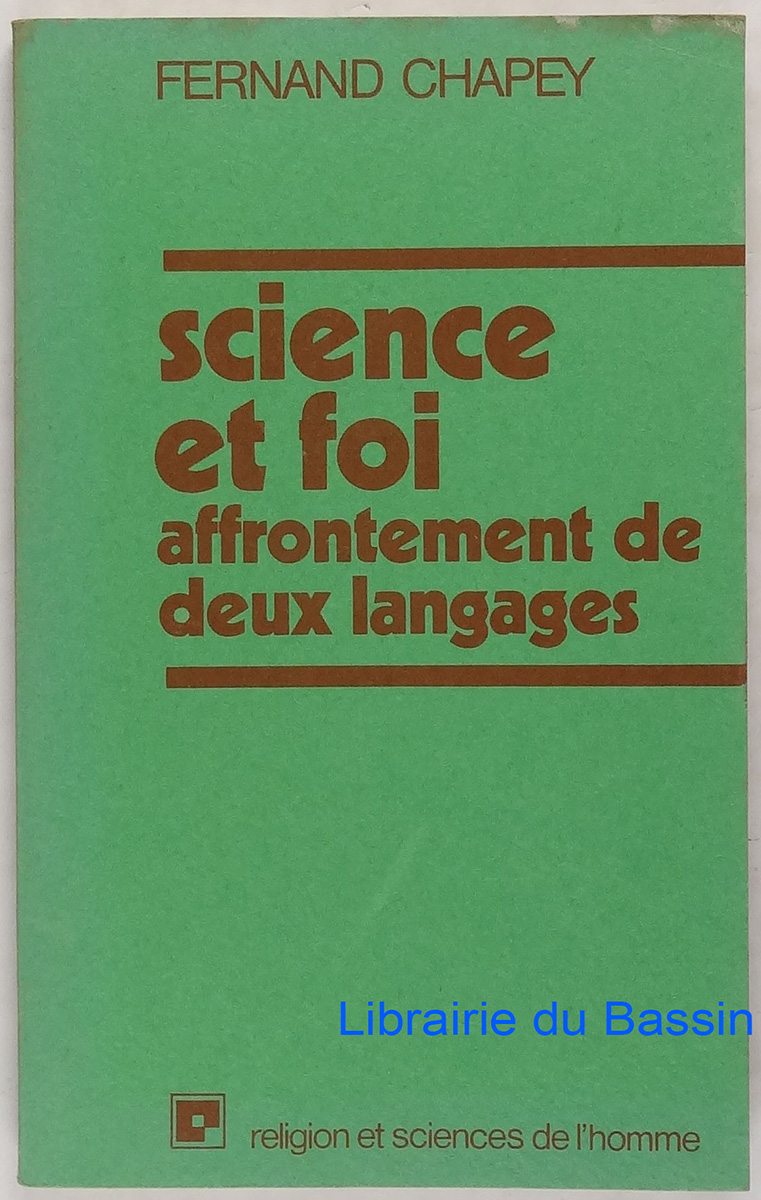 FERNAND CHAPEY
science
et foi
affrontement de
deux langages
Librairie du Bassin
religion et sciences de l'homme